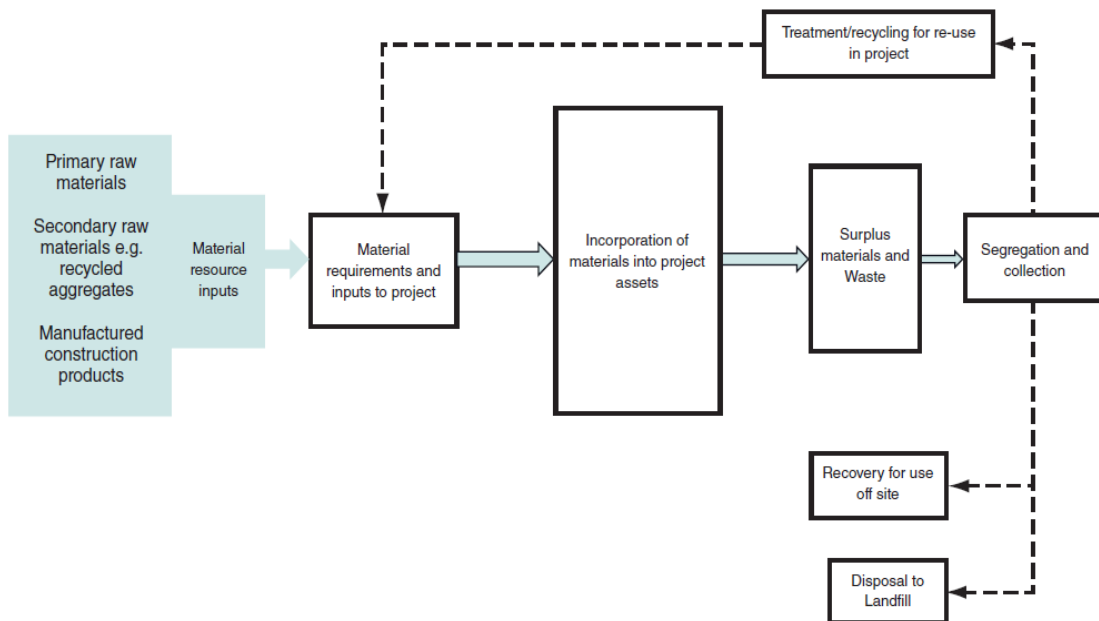 Treatment/recycling for re-use
in project
Primary raw
materials
Secondary raw
materials e.g.
recycled
aggregates
Manufactured
construction
products
Material
resource
inputs
Material
requirements and
inputs to project
Incorporation of
materials into project
assets
Surplus
materials and
Waste
Segregation and
collection
Recovery for use
off site
Disposal to
Landfill